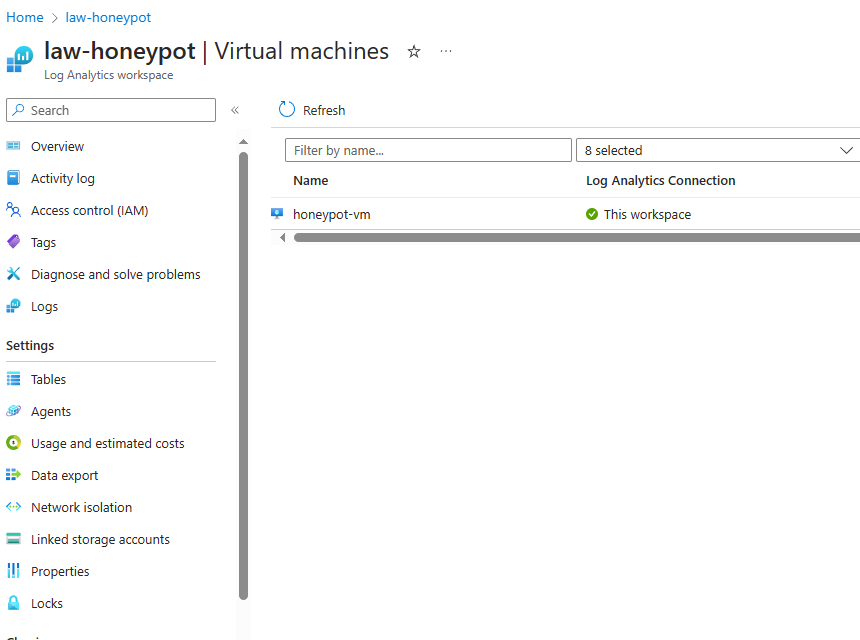 Home > law-honeypot
law-honeypot | Virtual machines ☆ ···
Log Analytics workspace
Search «
Refresh
Filter by name...
8 selected
Name Log Analytics Connection
honeypot-vm This workspace
Overview
Activity log
Access control (IAM)
Tags
Diagnose and solve problems
Logs
Settings
Tables
Agents
Usage and estimated costs
Data export
Network isolation
Linked storage accounts
Properties
Locks